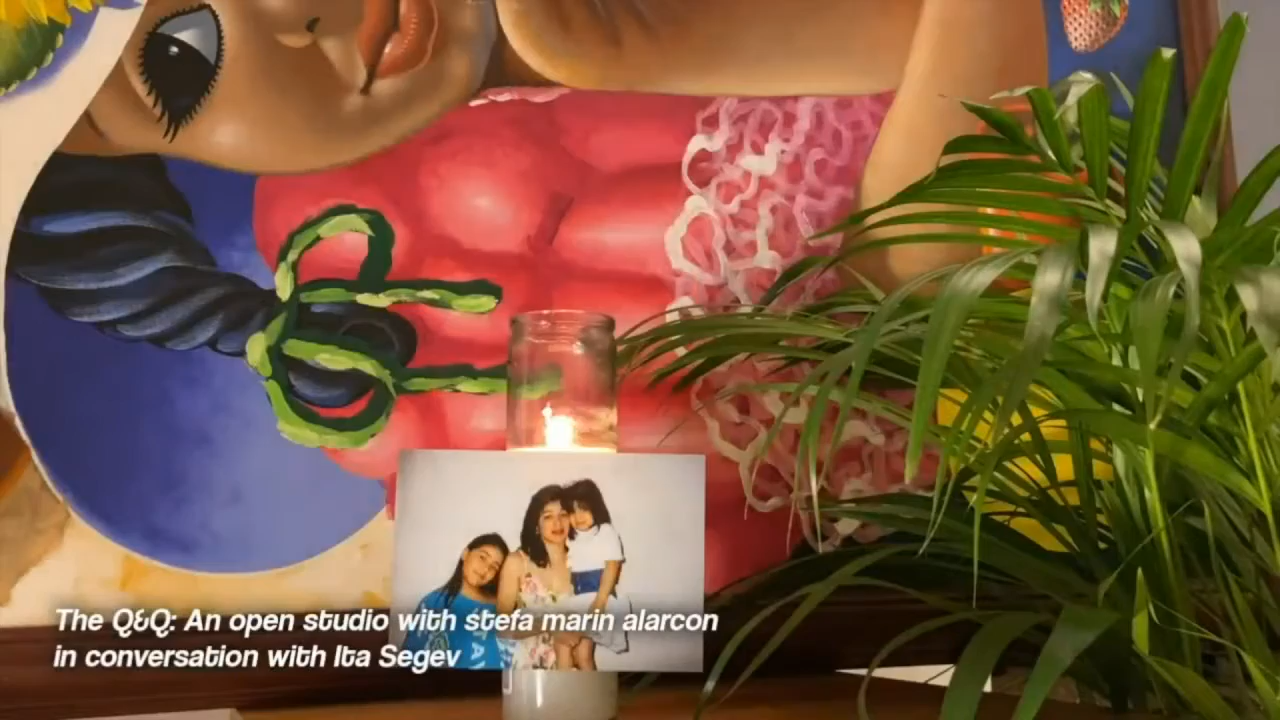 The Q&Q: An open studio with stefa marin alarcon
in conversation with Ita Segev